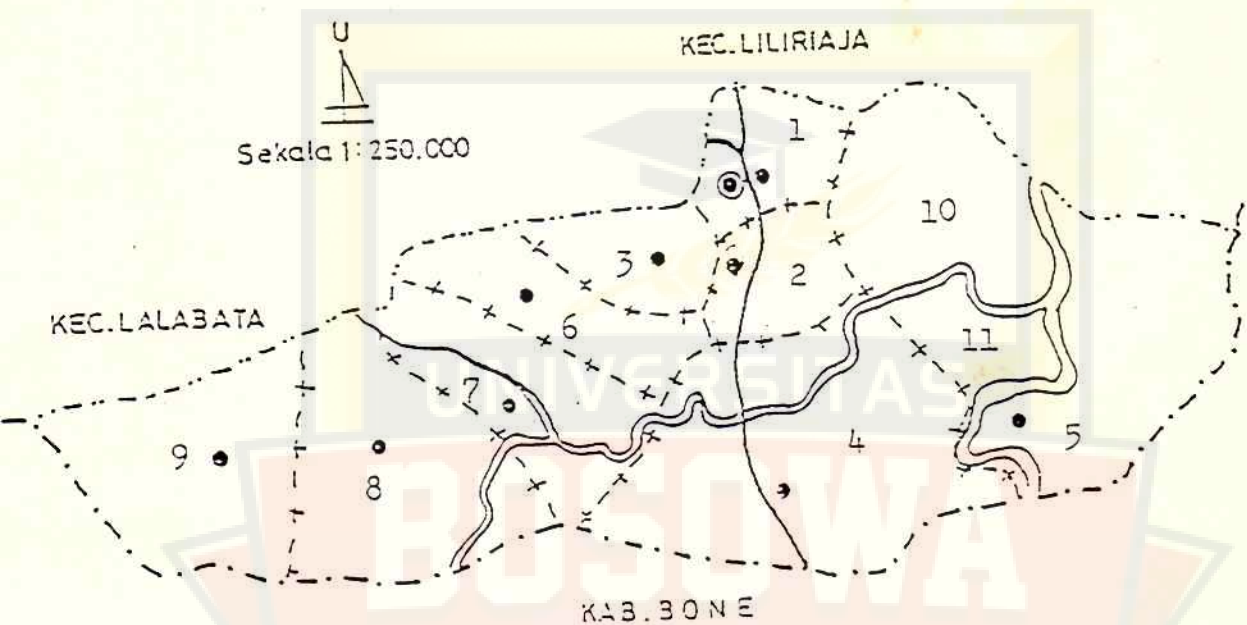 U
Sekala 1:250.000
KEC.LILIRIAJA
1
10
3
2
KEC.LALABATA
6
11
7
9
8
4
5
KAB.BONE
UNIVERSITAS
BOSOWA